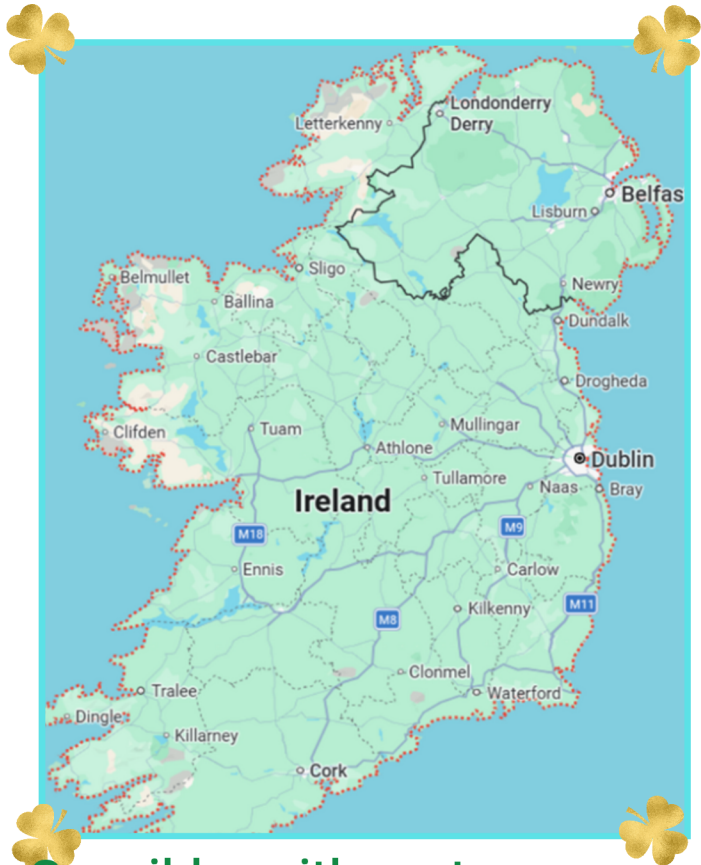 Londonderry
Derry
Letterkenny
Belfas
Lisburn
Sligo
Belmullet
Newry
Ballina
Dundalk
Castlebar
Drogheda
Clifden
Tuam
Mullingar
Athlone
Dublin
Tullamore
Naas
Bray
Ireland
M18
M9
Ennis
Carlow
M11
Kilkenny
M8
Clonmel
Tralee
Waterford
Dingle
Killarney
Cork